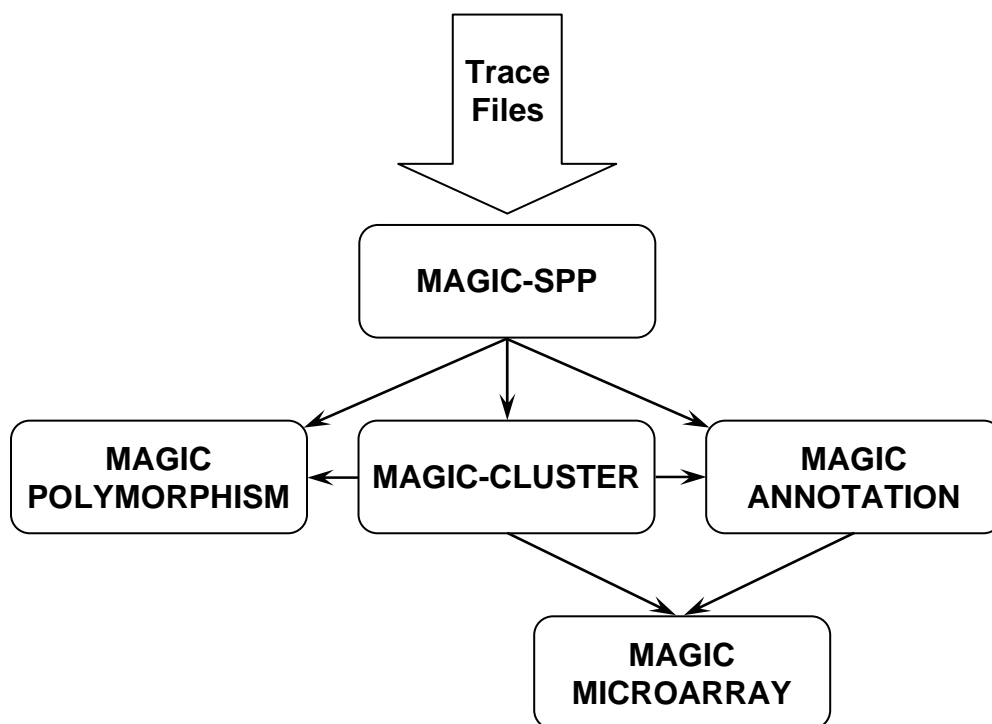 Trace
Files
MAGIC-SPP
MAGIC
POLYMORPHISM
MAGIC-CLUSTER
MAGIC
ANNOTATION
MAGIC
MICROARRAY